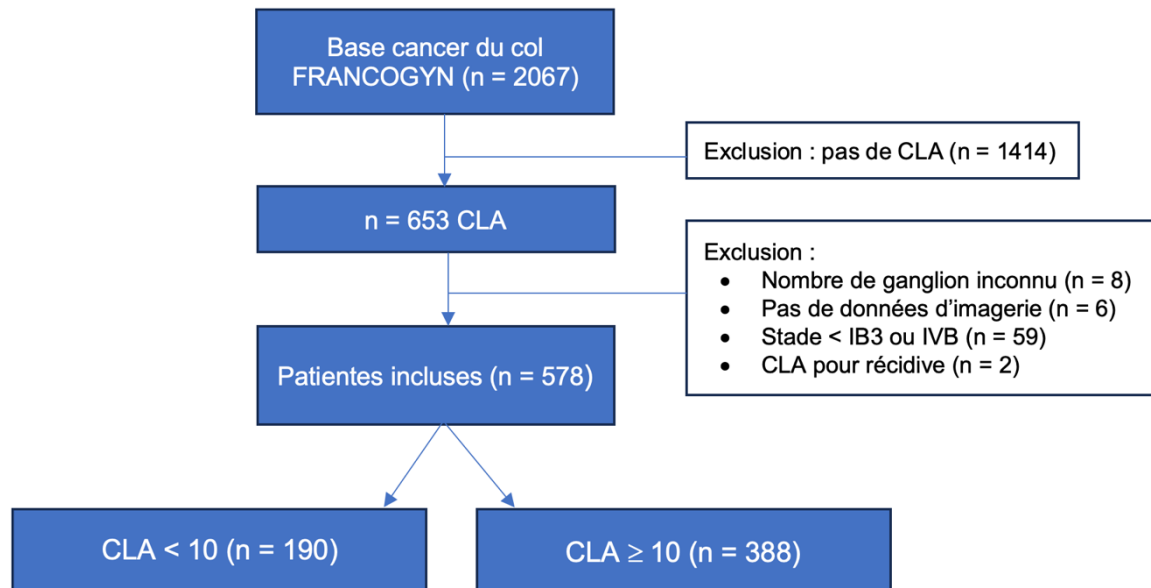 Base cancer du col
FRANCOGYN (n = 2067)
Exclusion : pas de CLA (n = 1414)
n = 653 CLA
Exclusion :
• Nombre de ganglion inconnu (n = 8)
• Pas de données d'imagerie (n = 6)
• Stade < IB3 ou IVB (n = 59)
• CLA pour récidive (n = 2)
Patientes incluses (n = 578)
CLA < 10 (n = 190)
CLA ≥ 10 (n = 388)